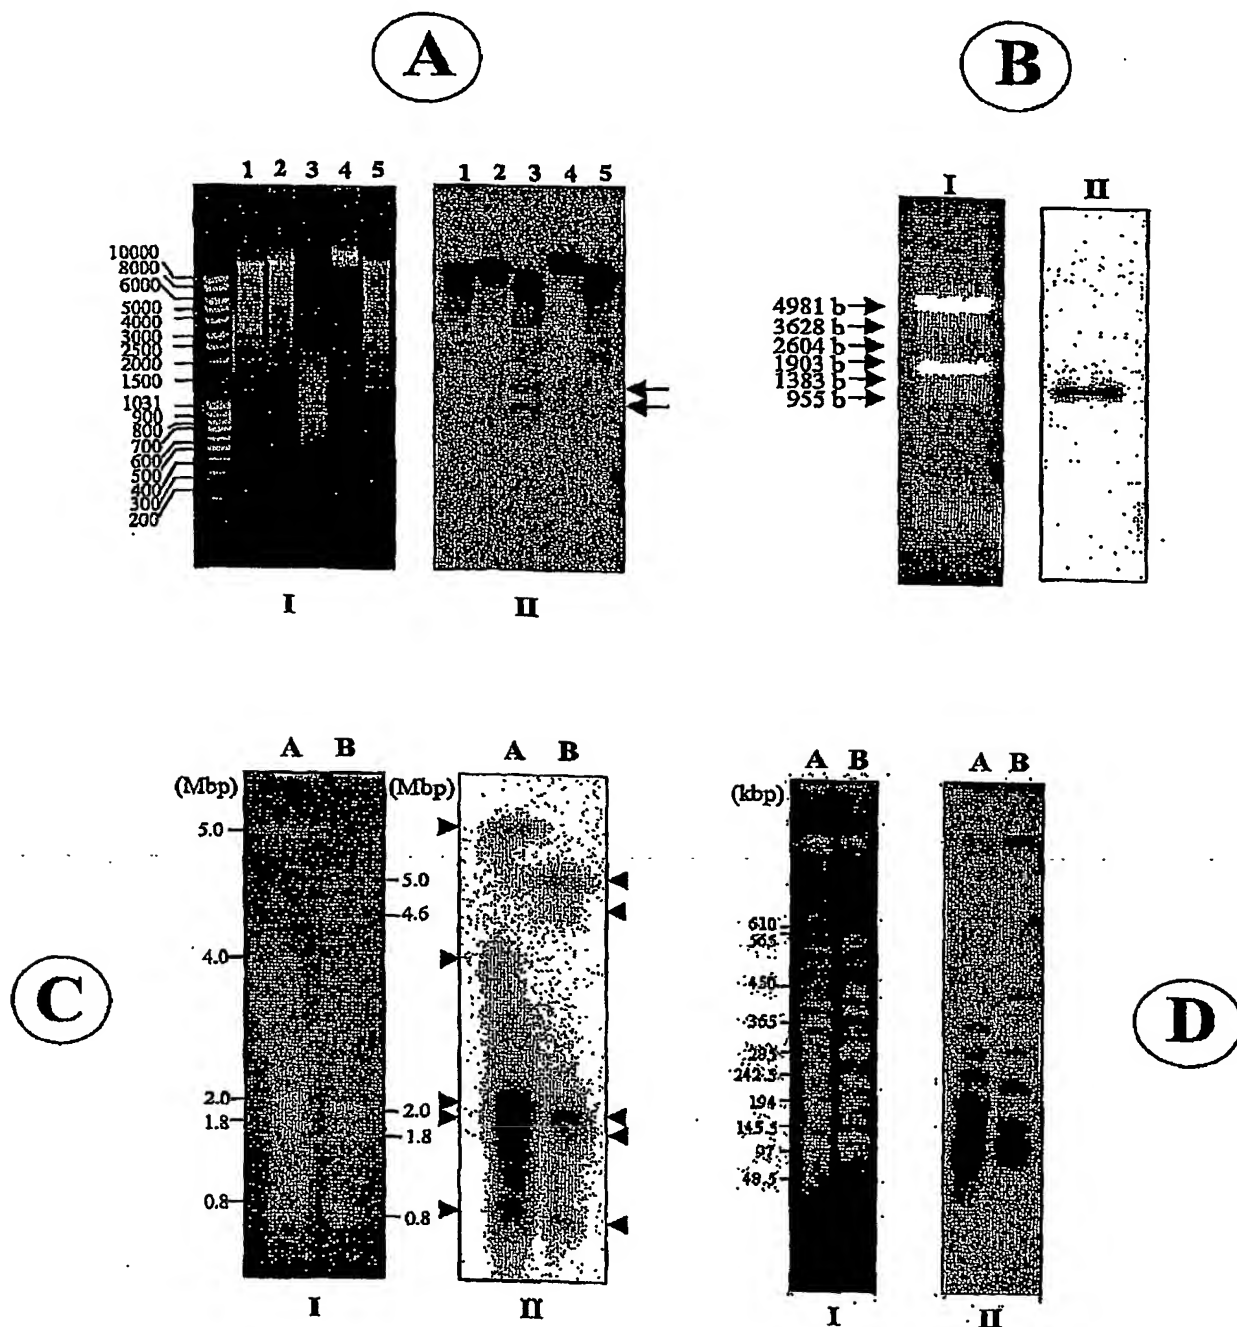 A
B
1 2 3 4 5
1 2 3 4 5
10000
8000
6000
5000
4000
3000
2500
2000
1500
1031
900
800
700
600
500
400
300
200
I
II
I
II
4981 b
3628 b
2604 b
1903 b
1383 b
955 b
C
A B
A B
(Mbp)
5.0
4.0
2.0
1.8
0.8
(Mbp)
5.0
4.6
2.0
1.8
0.8
I
II
D
A B
A B
(kbp)
610
565
450
365
285
242.5
194
145.5
97
48.5
I
II